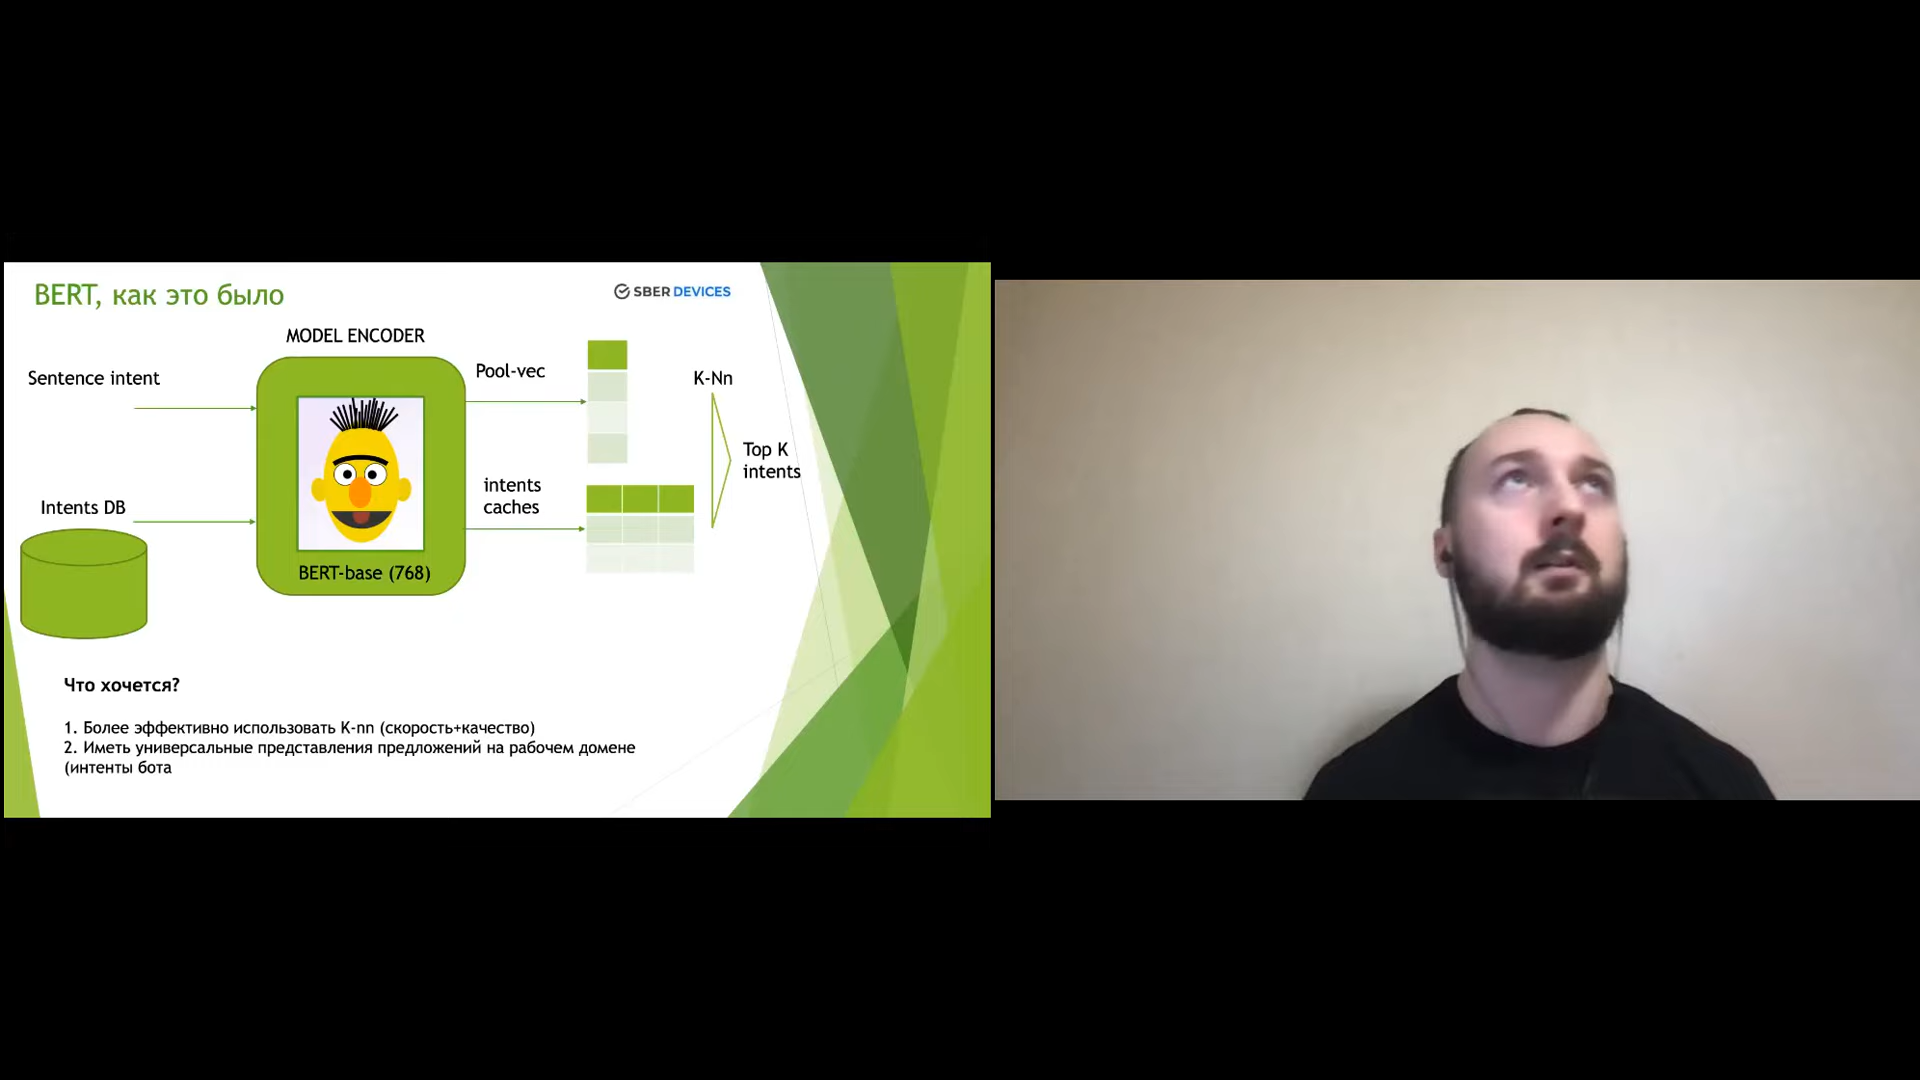 BERT, как это было
SBER DEVICES
MODEL ENCODER
Sentence intent
Pool-vec
K-Nn
Top K
intents
Intents DB
intents
caches
BERT-base (768)
Что хочется?
1. Более эффективно использовать K-nn (скорость+качество)
2. Иметь универсальные представления предложений на рабочем домене
(интенты бота